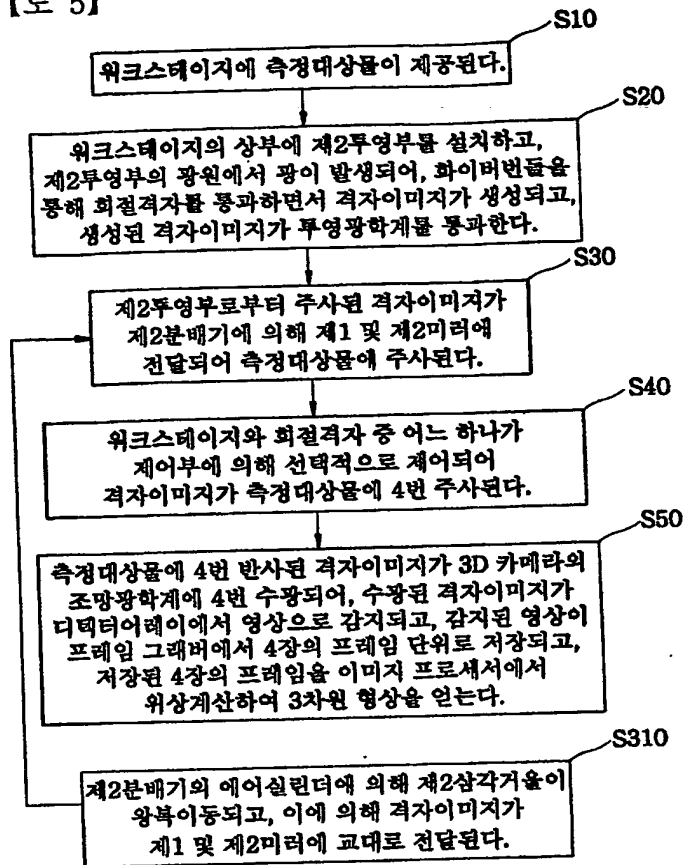 【도 5】
S10
워크스테이지에 측정대상물이 제공된다.
S20
워크스테이지의 상부에 제2투영부를 설치하고,
제2투영부의 광원에서 광이 발생되어, 화이버번들을
통해 회절격자를 통과하면서 격자이미지가 생성되고,
생성된 격자이미지가 투영광학계를 통과한다.
S30
제2투영부로부터 주사된 격자이미지가
제2분배기에 의해 제1 및 제2미러에
전달되어 측정대상물에 주사된다.
S40
워크스테이지와 회절격자 중 어느 하나가
제어부에 의해 선택적으로 제어되어
격자이미지가 측정대상물에 4번 주사된다.
S50
측정대상물에 4번 반사된 격자이미지가 3D 카메라의
조망광학계에 4번 수광되어, 수광된 격자이미지가
디텍터어레이에서 영상으로 감지되고, 감지된 영상이
프레임 그래버에서 4장의 프레임 단위로 저장되고,
저장된 4장의 프레임을 이미지 프로세서에서
위상계산하여 3차원 형상을 얻는다.
S310
제2분배기의 에어실린더에 의해 제2삼각거울이
왕복이동되고, 이에 의해 격자이미지가
제1 및 제2미러에 교대로 전달된다.